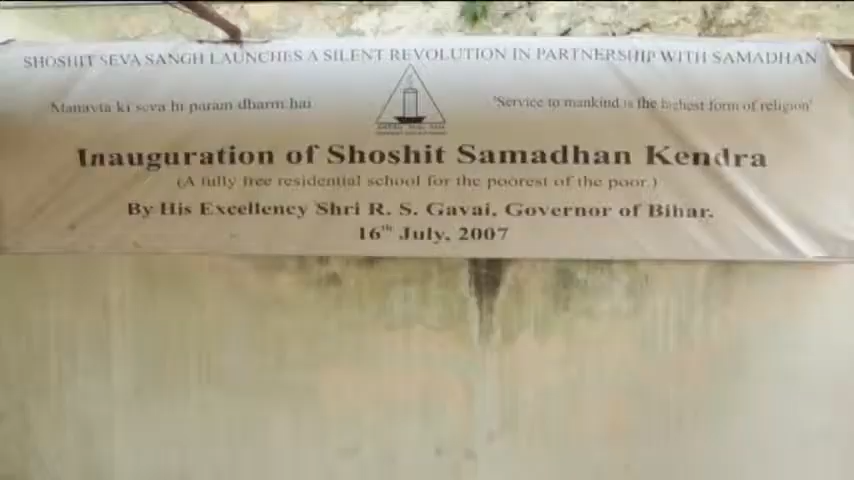 SHOSHIT SEVA SANGH LAUNCHES A SILENT REVOLUTION IN PARTNERSHIP WITH SAMADHAN
Manavta ki seva hi param dharm hai
'Service to mankind is the highest form of religion'
Inauguration of Shoshit Samadhan Kendra
(A fully free residential school for the poorest of the poor.)
By His Excellency Shri R. S. Gavai, Governor of Bihar.
16th July, 2007